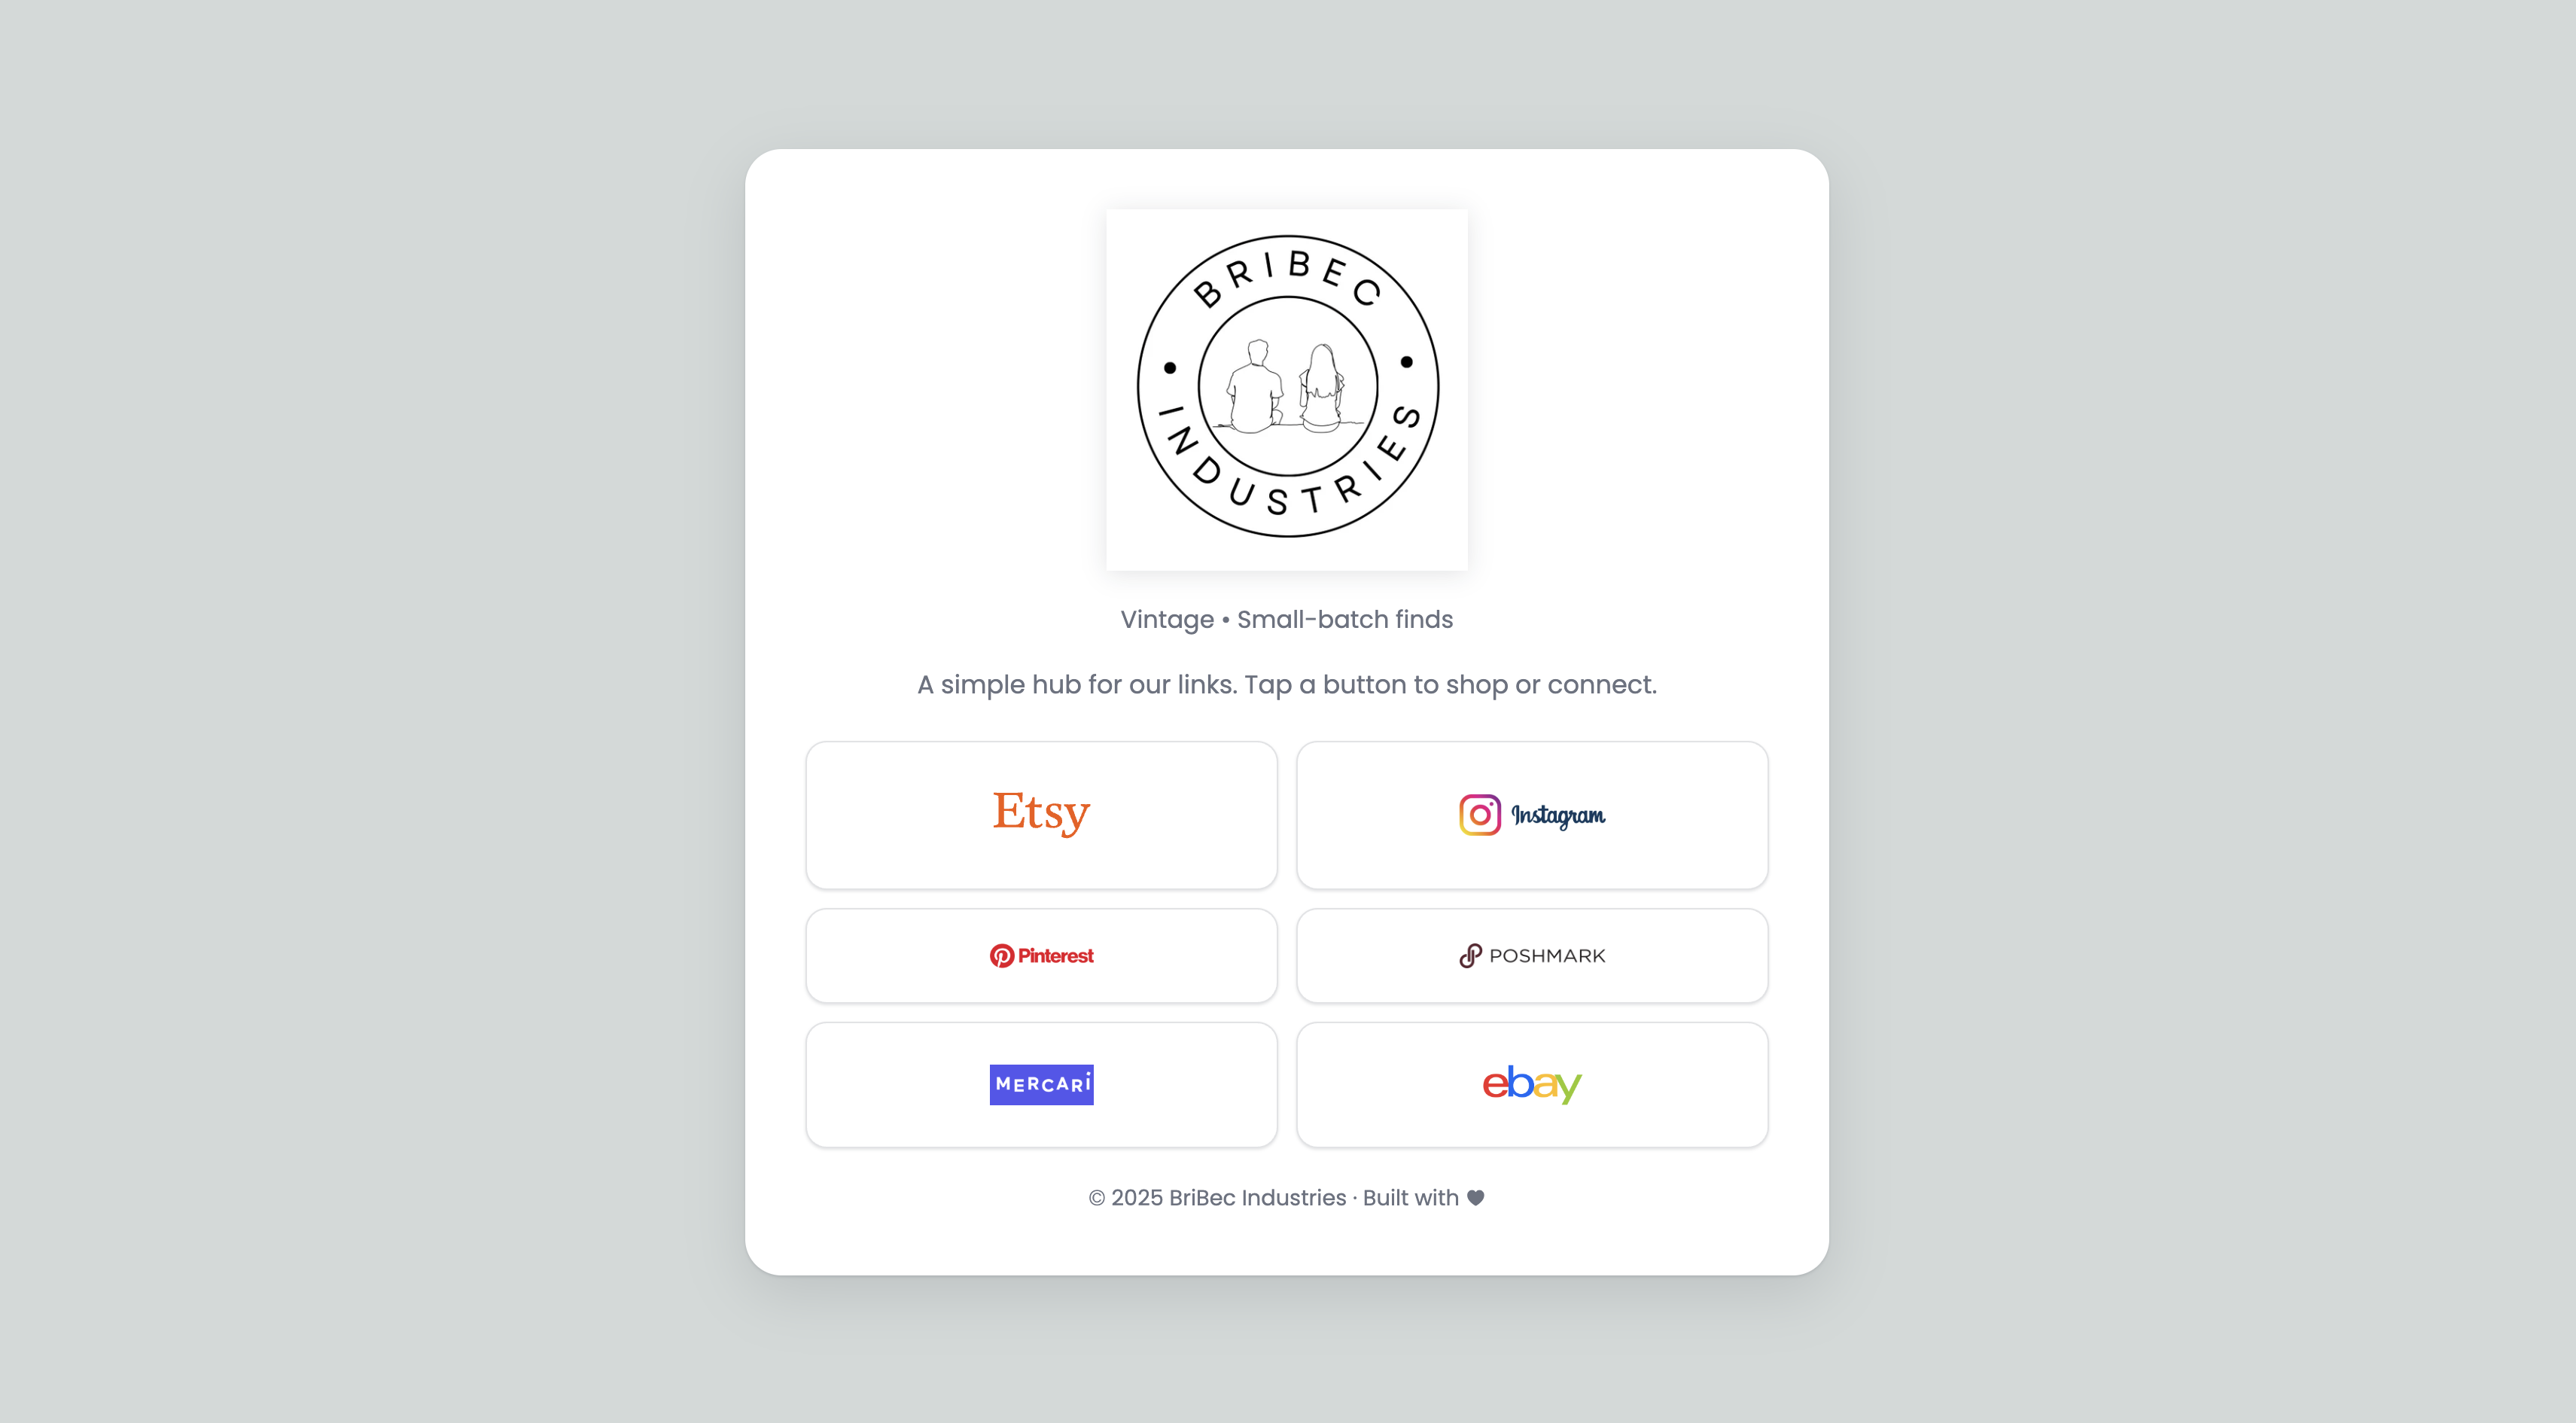 BRIBEC
INDUSTRIES
Vintage • Small-batch finds
A simple hub for our links. Tap a button to shop or connect.
Etsy
Instagram
Pinterest
POSHMARK
MERCARI
ebay
© 2025 BriBec Industries · Built with ♥